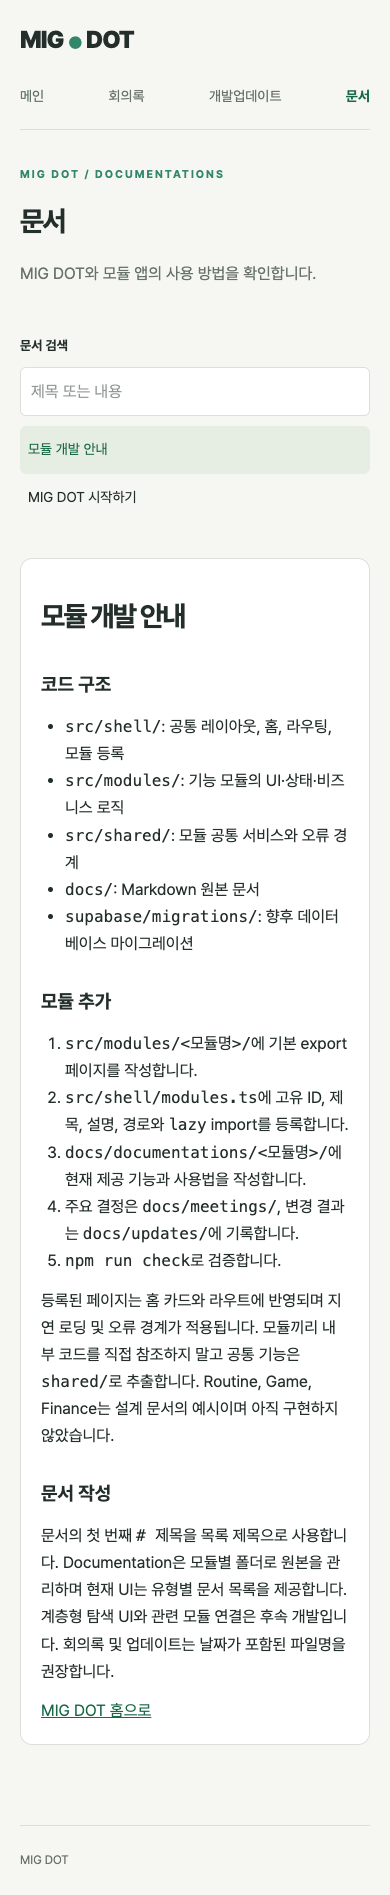 MIG DOT
메인 회의록 개발업데이트 문서
MIG DOT / DOCUMENTATIONS
문서
MIG DOT와 모듈 앱의 사용 방법을 확인합니다.
문서 검색
제목 또는 내용
모듈 개발 안내
MIG DOT 시작하기
모듈 개발 안내
코드 구조
• src/shell/: 공통 레이아웃, 홈, 라우팅,
모듈 등록
• src/modules/: 기능 모듈의 UI·상태·비즈
니스 로직
• src/shared/: 모듈 공통 서비스와 오류 경
계
• docs/: Markdown 원본 문서
• supabase/migrations/: 향후 데이터
베이스 마이그레이션
모듈 추가
1. src/modules/<모듈명>/에 기본 export
페이지를 작성합니다.
2. src/shell/modules.ts에 고유 ID, 제
목, 설명, 경로와 lazy import를 등록합니다.
3. docs/documentations/<모듈명>/에
현재 제공 기능과 사용법을 작성합니다.
4. 주요 결정은 docs/meetings/, 변경 결과
는 docs/updates/에 기록합니다.
5. npm run check로 검증합니다.
등록된 페이지는 홈 카드와 라우트에 반영되며 지
연 로딩 및 오류 경계가 적용됩니다. 모듈끼리 내
부 코드를 직접 참조하지 말고 공통 기능은
shared/로 추출합니다. Routine, Game,
Finance는 설계 문서의 예시이며 아직 구현하지
않았습니다.
문서 작성
문서의 첫 번째 # 제목을 목록 제목으로 사용합니
다. Documentation은 모듈별 폴더로 원본을 관
리하며 현재 UI는 유형별 문서 목록을 제공합니다.
계층형 탐색 UI와 관련 모듈 연결은 후속 개발입니
다. 회의록 및 업데이트는 날짜가 포함된 파일명을
권장합니다.
MIG DOT 홈으로
MIG DOT